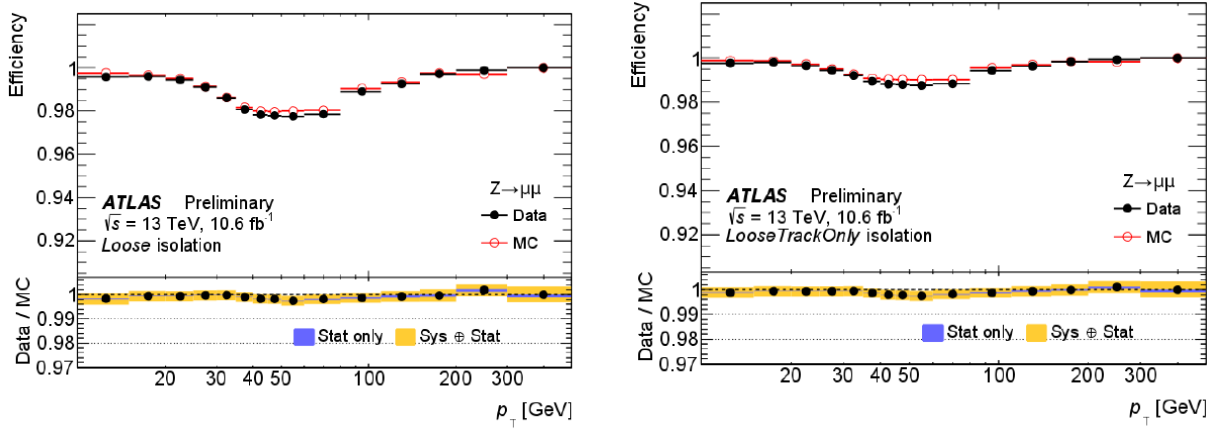 Efficiency
1
0.98
0.96
0.94
0.92
ATLAS Preliminary
√s = 13 TeV, 10.6 fb-1
Loose isolation
Z→μμ
Data
MC
Data / MC
1
0.99
0.98
0.97
Stat only
Sys ⊕ Stat
20 30 40 50 100 200 300
pT [GeV]
Efficiency
1
0.98
0.96
0.94
0.92
ATLAS Preliminary
√s = 13 TeV, 10.6 fb-1
LooseTrackOnly isolation
Z→μμ
Data
MC
Data / MC
1
0.99
0.98
0.97
Stat only
Sys ⊕ Stat
20 30 40 50 100 200 300
pT [GeV]